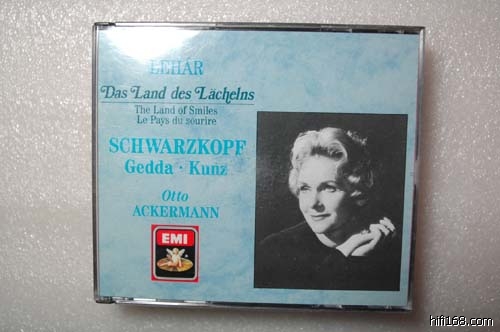 LEHÁR
Das Land des Lächelns
The Land of Smiles
Le Pays du sourire
SCHWARZKOPF
Gedda · Kunz
Otto
ACKERMANN
EMI
hifi168.com